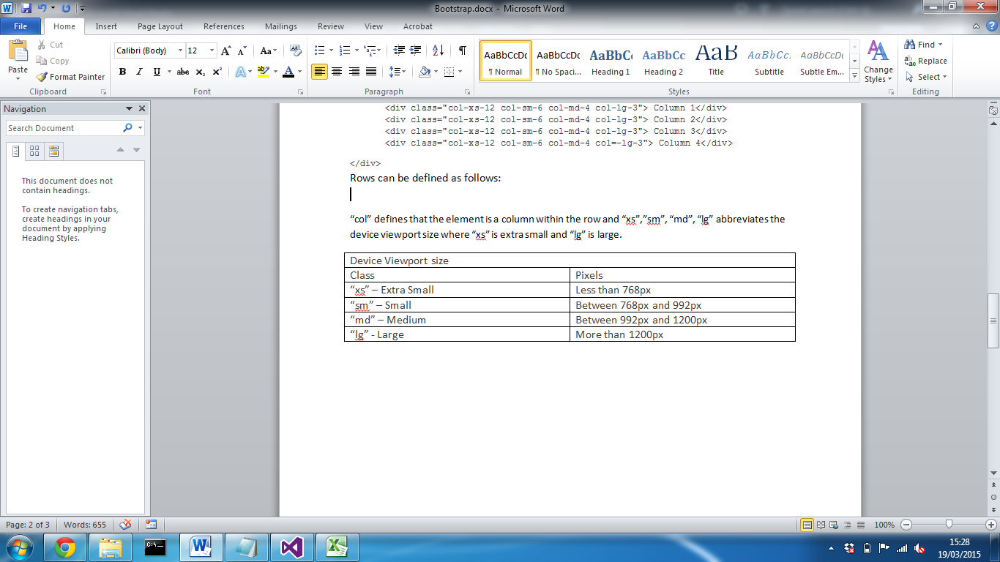 Bootstrap.docx - Microsoft Word
File Home Insert Page Layout References Mailings Review View Acrobat
Paste
Cut
Copy
Format Painter
Clipboard
Calibri (Body) 12
Font
Paragraph
AaBbCcDc AaBbCcDc AaBbC AaBbCc AaB AaBbCc. AaBbCcDc
¶ Normal ¶ No Spaci... Heading 1 Heading 2 Title Subtitle Subtle Em...
Styles
Change Styles
Find
Replace
Select
Editing
Navigation
Search Document
This document does not
contain headings.
To create navigation tabs,
create headings in your
document by applying
Heading Styles.
<div class="col-xs-12 col-sm-6 col-md-4 col-lg-3"> Column 1</div>
<div class="col-xs-12 col-sm-6 col-md-4 col-lg-3"> Column 2</div>
<div class="col-xs-12 col-sm-6 col-md-4 col-lg-3"> Column 3</div>
<div class="col-xs-12 col-sm-6 col-md-4 col=-lg-3"> Column 4</div>
</div>
Rows can be defined as follows:
“col” defines that the element is a column within the row and “xs”,”sm”, “md”, “lg” abbreviates the
device viewport size where “xs” is extra small and “lg” is large.
Device Viewport size
Class Pixels
“xs” – Extra Small Less than 768px
“sm” – Small Between 768px and 992px
“md” – Medium Between 992px and 1200px
“lg” - Large More than 1200px
Page: 2 of 3 Words: 655 100%
15:28
19/03/2015